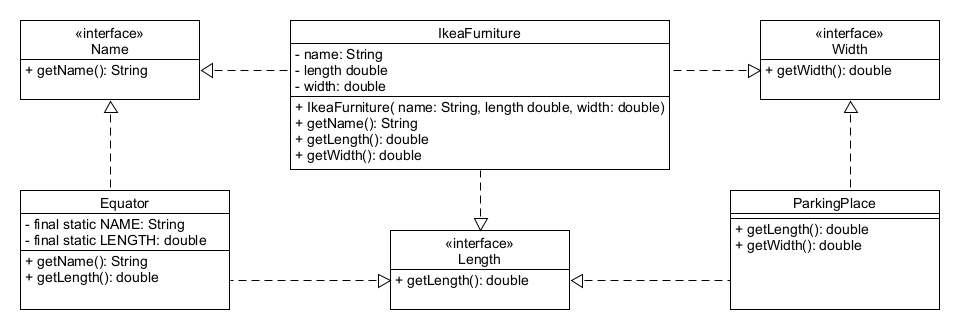 «interface»
Name
+ getName(): String
IkeaFurniture
- name: String
- length double
- width: double
+ IkeaFurniture( name: String, length double, width: double)
+ getName(): String
+ getLength(): double
+ getWidth(): double
«interface»
Width
+ getWidth(): double
Equator
- final static NAME: String
- final static LENGTH: double
+ getName(): String
+ getLength(): double
«interface»
Length
+ getLength(): double
ParkingPlace
+ getLength(): double
+ getWidth(): double